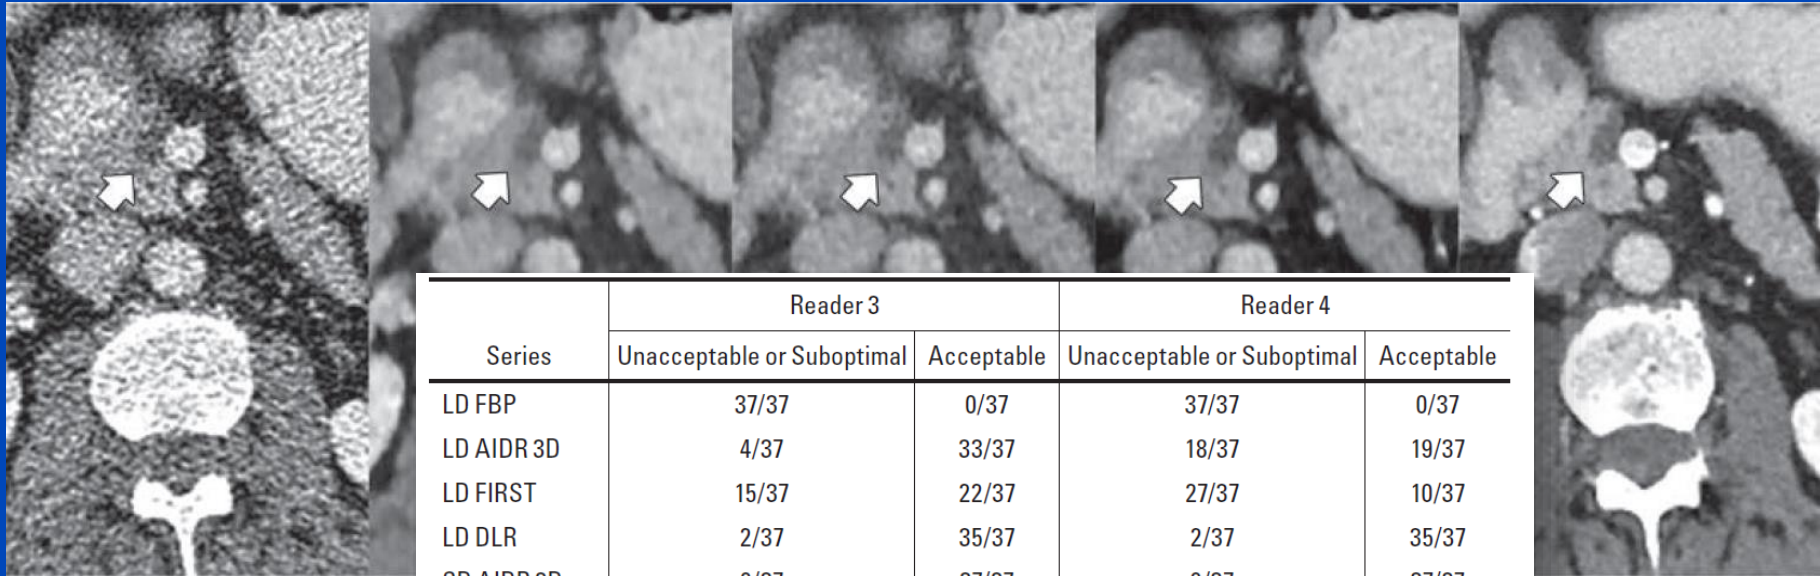 Reader 3 Reader 4
Series Unacceptable or Suboptimal Acceptable Unacceptable or Suboptimal Acceptable
LD FBP 37/37 0/37 37/37 0/37
LD AIDR 3D 4/37 33/37 18/37 19/37
LD FIRST 15/37 22/37 27/37 10/37
LD DLR 2/37 35/37 2/37 35/37